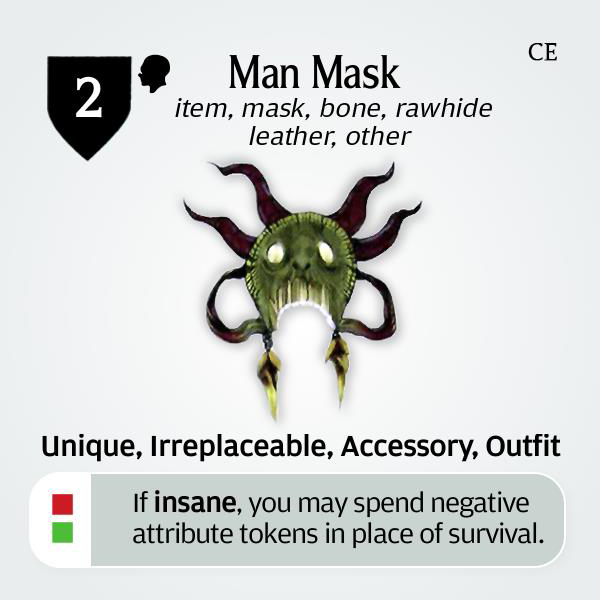 CE
2
Man Mask
item, mask, bone, rawhide
leather, other
Unique, Irreplaceable, Accessory, Outfit
If insane, you may spend negative
attribute tokens in place of survival.